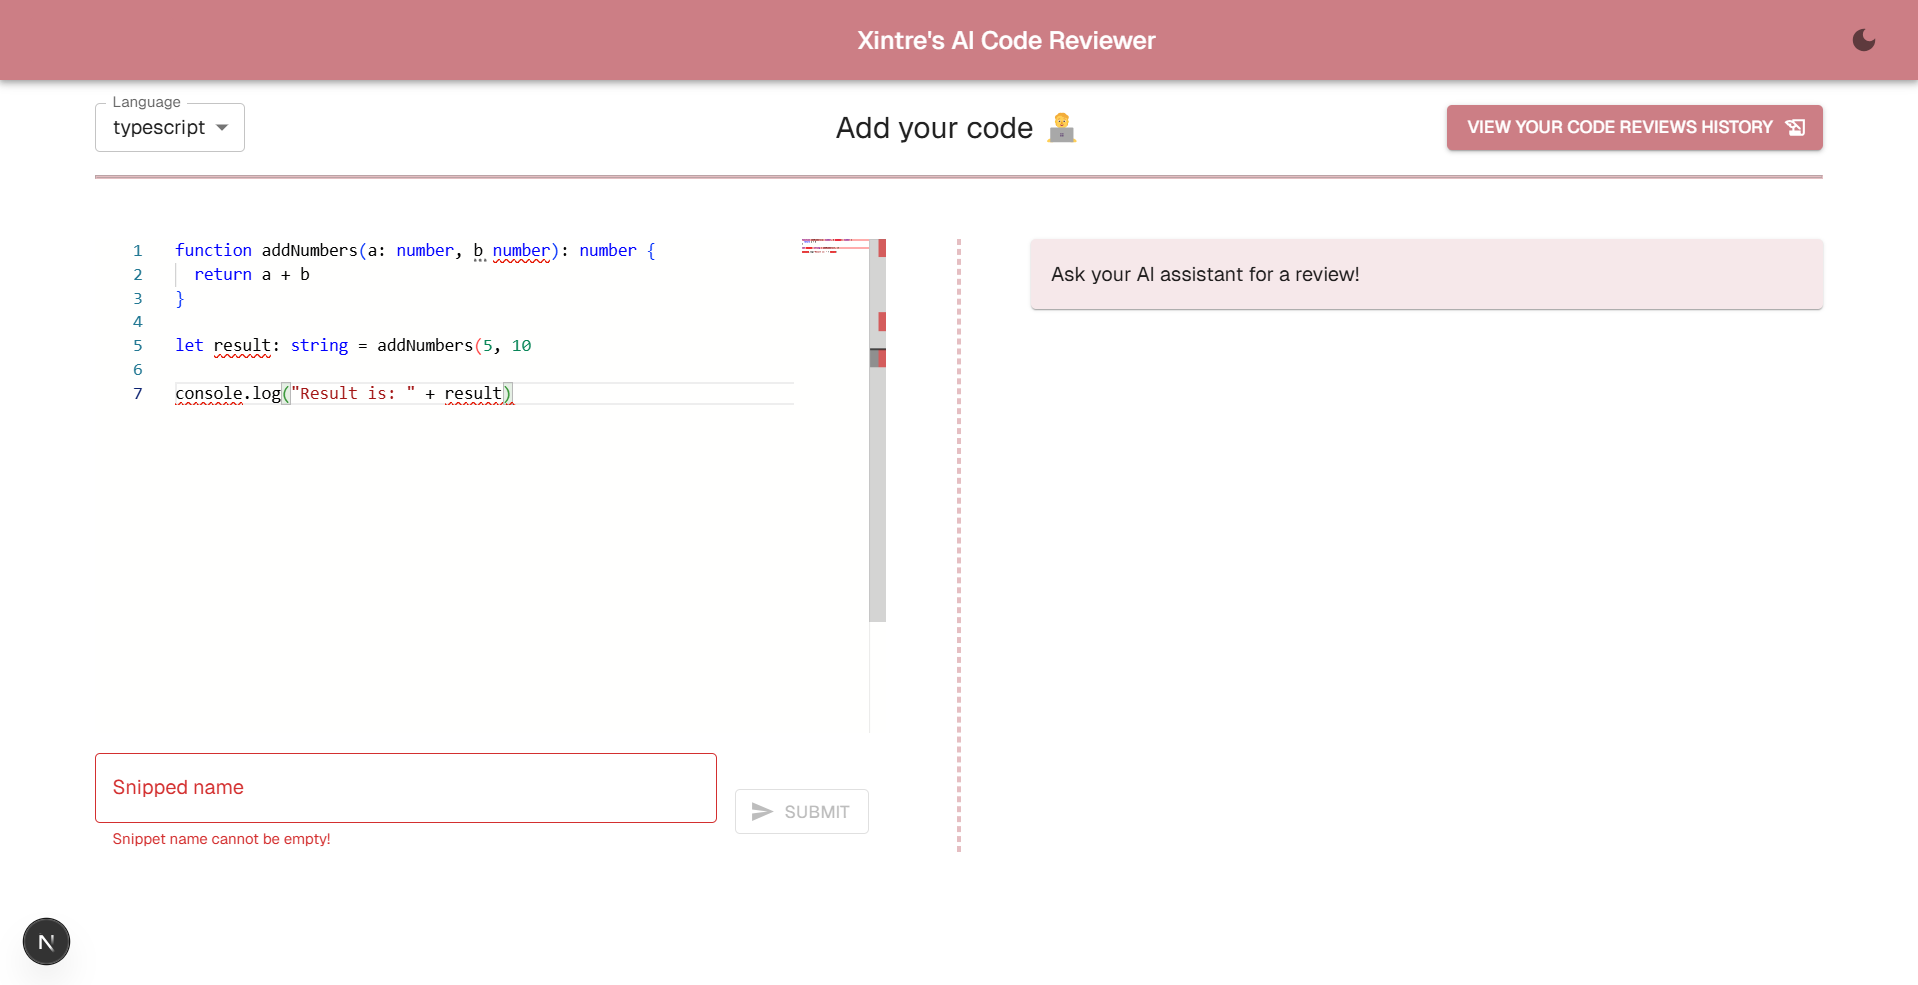 Xintre's AI Code Reviewer
Language
typescript
Add your code
VIEW YOUR CODE REVIEWS HISTORY
1 function addNumbers(a: number, b number): number {
2   return a + b
3 }
4
5 let result: string = addNumbers(5, 10
6
7 console.log("Result is: " + result)
Ask your AI assistant for a review!
Snipped name
SUBMIT
Snippet name cannot be empty!
N